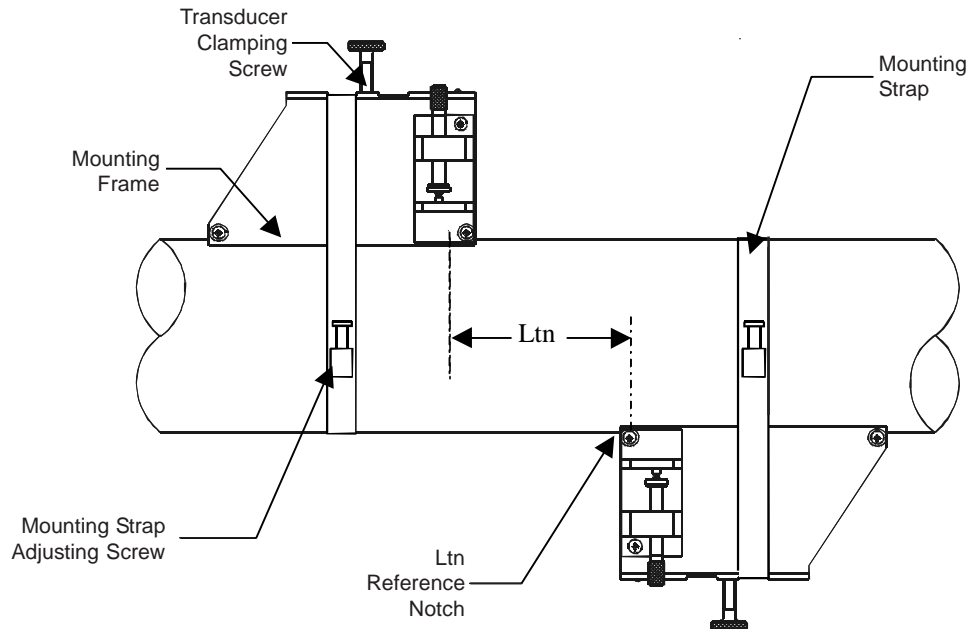 Transducer
Clamping
Screw
Mounting
Strap
Mounting
Frame
Ltn
Mounting Strap
Adjusting Screw
Ltn
Reference
Notch